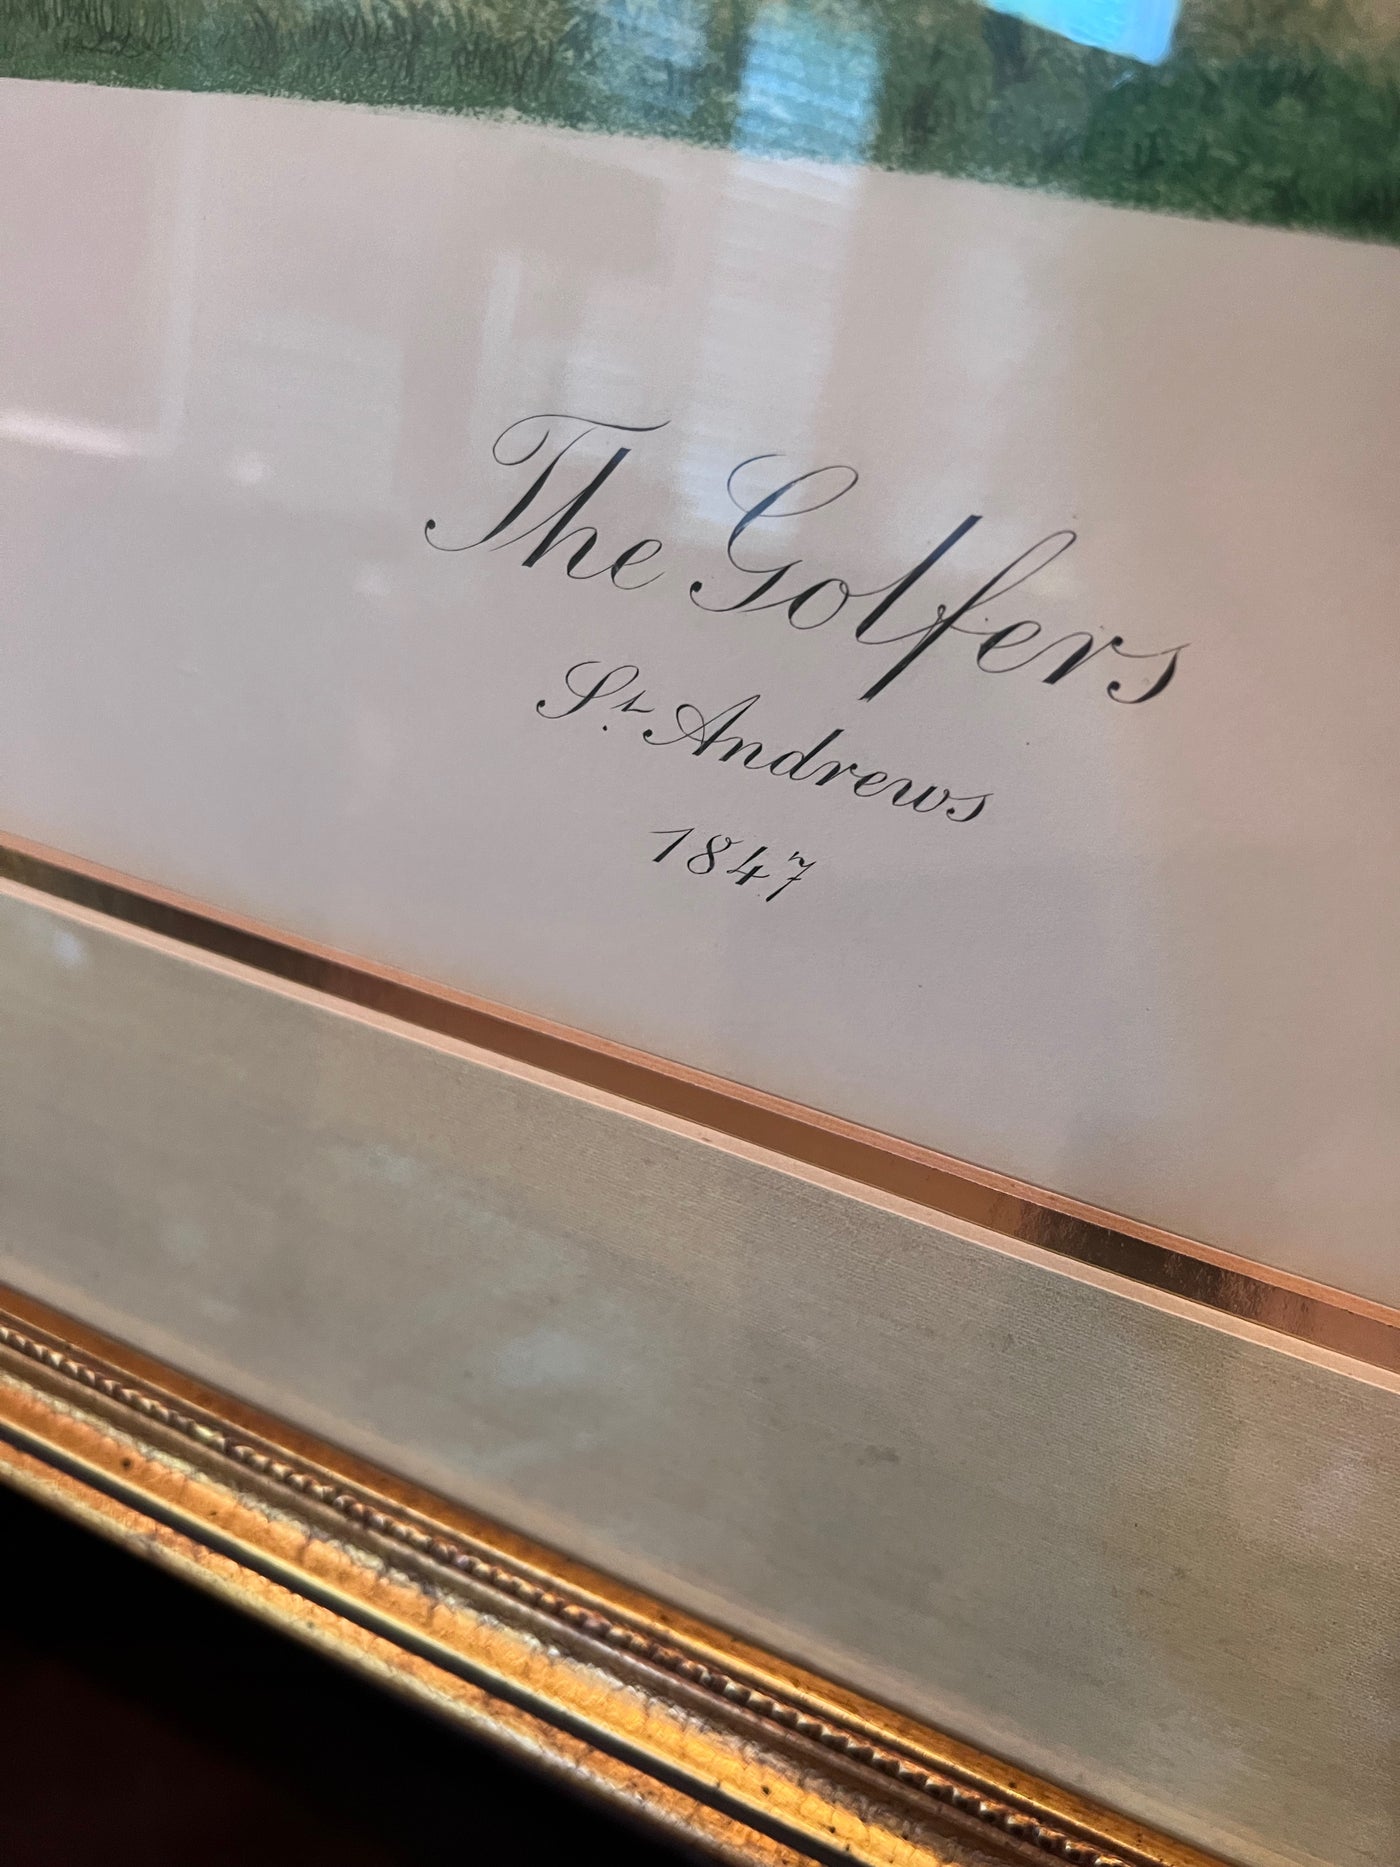 The Golfers
St. Andrews
1847